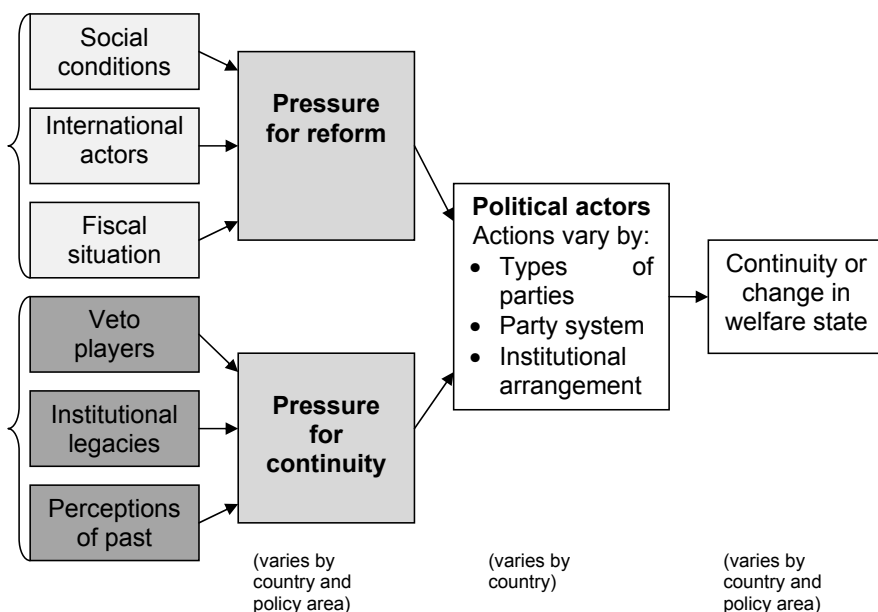 Social
conditions
International
actors
Fiscal
situation
Veto
players
Institutional
legacies
Perceptions
of past
Pressure
for reform
Pressure
for
continuity
Political actors
Actions vary by:
• Types of
parties
• Party system
• Institutional
arrangement
Continuity or
change in
welfare state
(varies by
country and
policy area)
(varies by
country)
(varies by
country and
policy area)